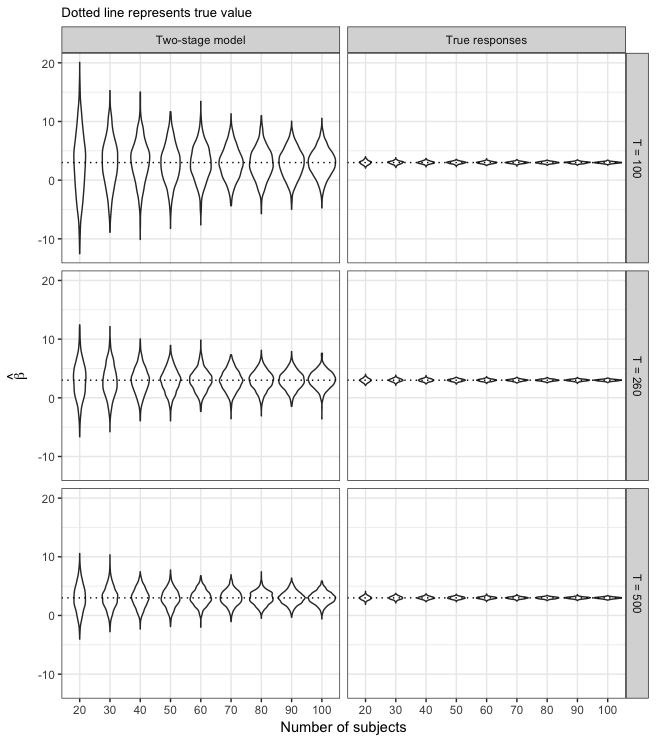 Dotted line represents true value
Two-stage model
True responses
20
10
0
-10
T = 100
20
10
0
-10
T = 260
β̂
20
10
0
-10
T = 500
20 30 40 50 60 70 80 90 100
20 30 40 50 60 70 80 90 100
Number of subjects